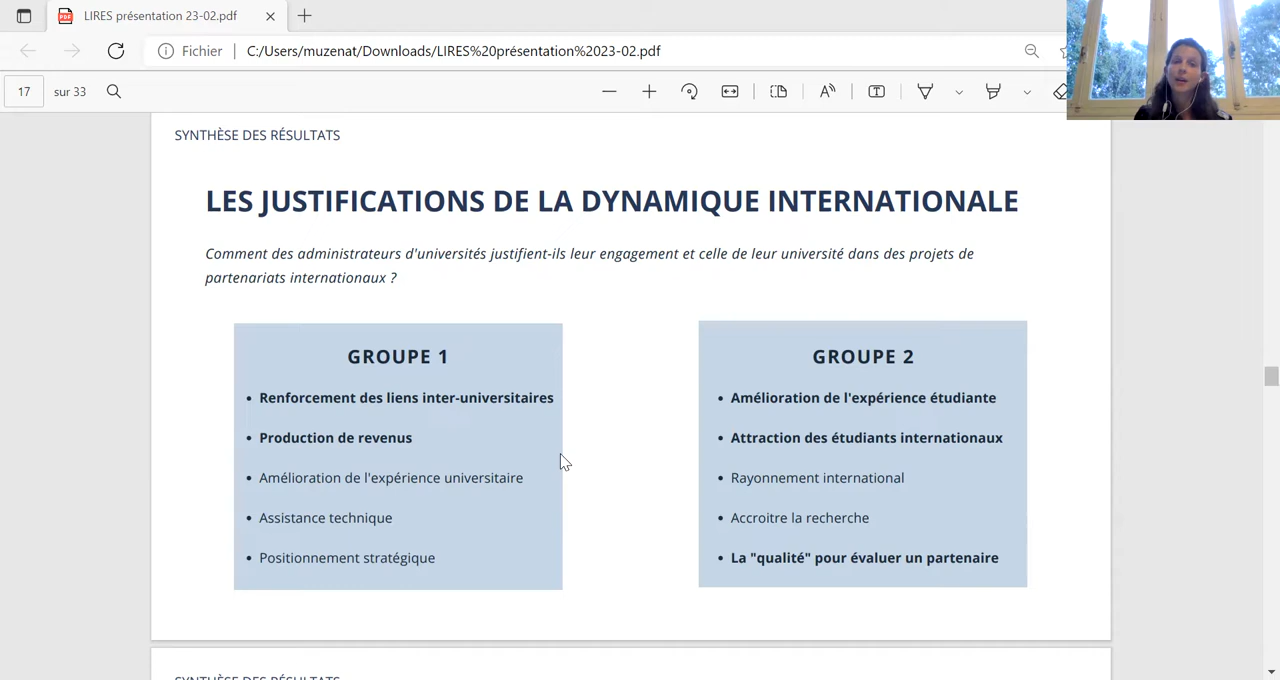 LIRES présentation 23-02.pdf
Fichier
C:/Users/muzenat/Downloads/LIRES%20présentation%2023-02.pdf
17 sur 33
SYNTHÈSE DES RÉSULTATS
LES JUSTIFICATIONS DE LA DYNAMIQUE INTERNATIONALE
Comment des administrateurs d'universités justifient-ils leur engagement et celle de leur université dans des projets de
partenariats internationaux ?
GROUPE 1
• Renforcement des liens inter-universitaires
• Production de revenus
• Amélioration de l'expérience universitaire
• Assistance technique
• Positionnement stratégique
GROUPE 2
• Amélioration de l'expérience étudiante
• Attraction des étudiants internationaux
• Rayonnement international
• Accroitre la recherche
• La "qualité" pour évaluer un partenaire
SYNTHÈSE DES RÉSULTATS